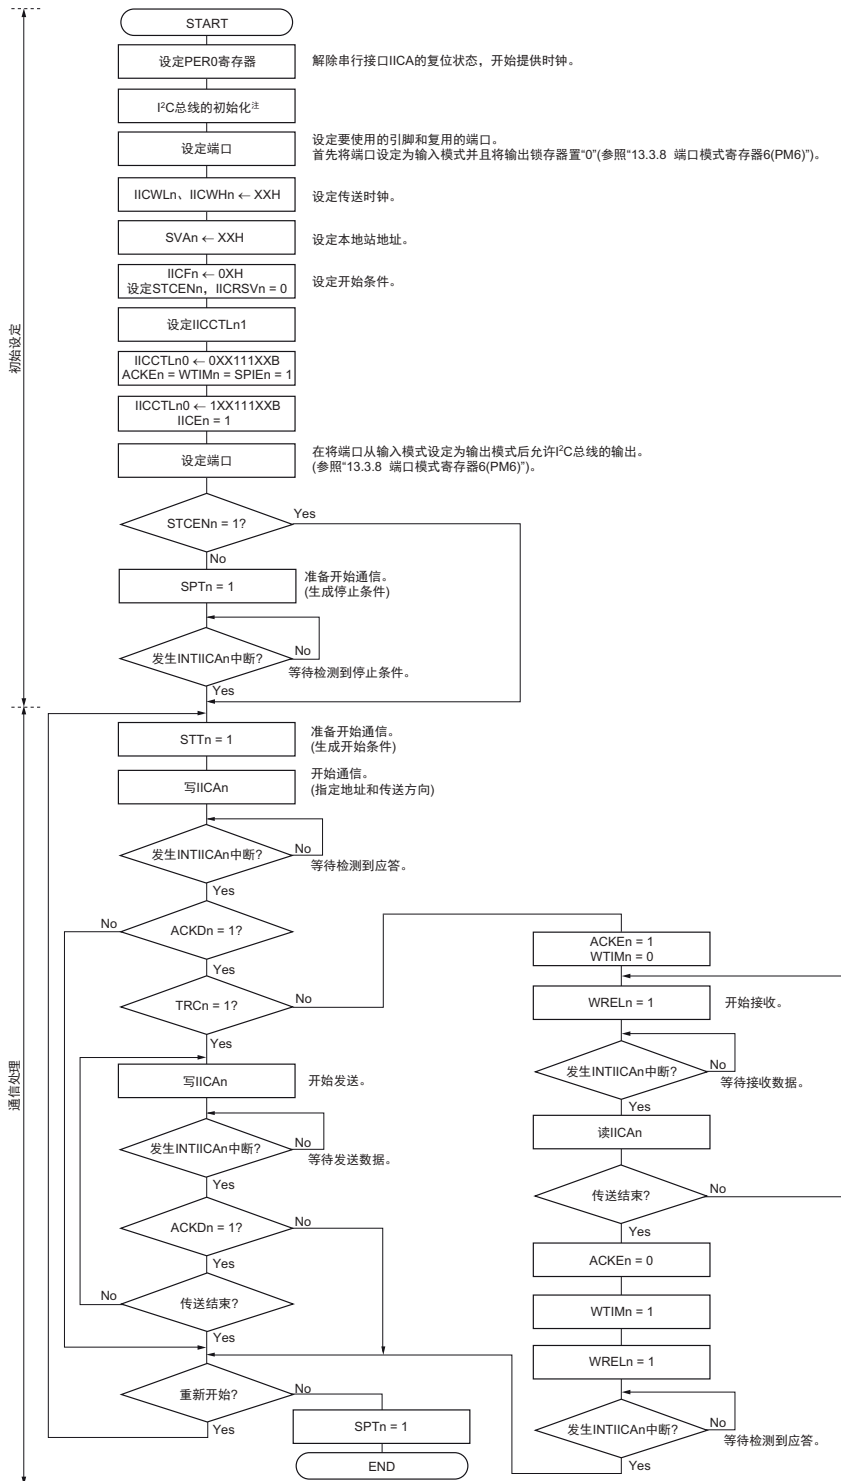 START
设定PER0寄存器
解除串行接口IICA的复位状态，开始提供时钟。
I²C总线的初始化注
设定端口
设定要使用的引脚和复用的端口。
首先将端口设定为输入模式并且将输出锁存器置“0”(参照“13.3.8 端口模式寄存器6(PM6)”)。
IICWLn、IICWHn ← XXH
设定传送时钟。
SVAn ← XXH
设定本地站地址。
IICFn ← 0XH
设定STCENn，IICRSVn = 0
设定开始条件。
设定IICCTLn1
初始设定
IICCTLn0 ← 0XX111XXB
ACKEn = WTIMn = SPIEn = 1
IICCTLn0 ← 1XX111XXB
IICEn = 1
设定端口
在将端口从输入模式设定为输出模式后允许I²C总线的输出。
(参照“13.3.8 端口模式寄存器6(PM6)”)。
STCENn = 1?
Yes
No
SPTn = 1
准备开始通信。
(生成停止条件)
发生INTIICAn中断?
No
等待检测到停止条件。
Yes
STTn = 1
准备开始通信。
(生成开始条件)
写IICAn
开始通信。
(指定地址和传送方向)
发生INTIICAn中断?
No
等待检测到应答。
Yes
ACKDn = 1?
No
Yes
TRCn = 1?
No
Yes
通信处理
写IICAn
开始发送。
发生INTIICAn中断?
No
等待发送数据。
Yes
ACKDn = 1?
No
Yes
传送结束?
No
Yes
重新开始?
No
Yes
SPTn = 1
END
ACKEn = 1
WTIMn = 0
WRELn = 1
开始接收。
发生INTIICAn中断?
No
等待接收数据。
Yes
读IICAn
传送结束?
No
Yes
ACKEn = 0
WTIMn = 1
WRELn = 1
发生INTIICAn中断?
No
等待检测到应答。
Yes